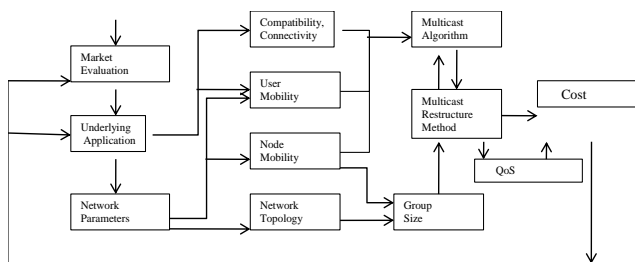 Market
Evaluation
Underlying
Application
Network
Parameters
Compatibility,
Connectivity
User
Mobility
Node
Mobility
Network
Topology
Multicast
Algorithm
Multicast
Restructure
Method
Group
Size
Cost
QoS